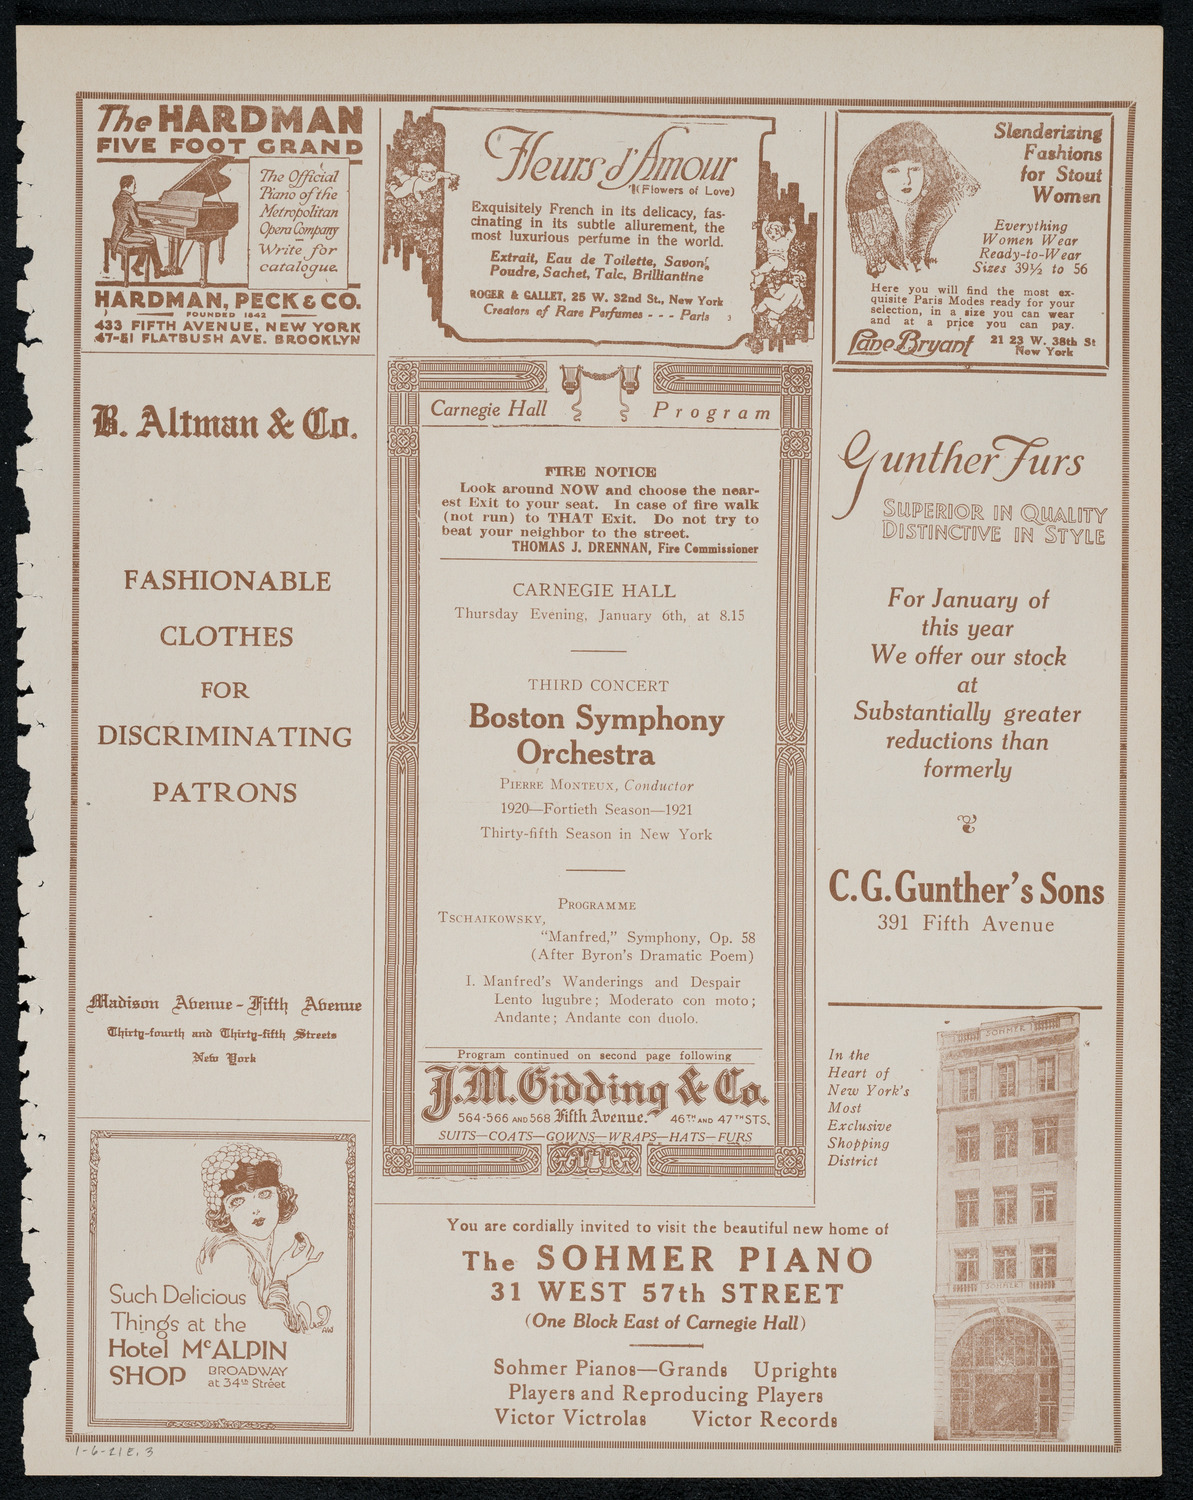 The HARDMAN
FIVE FOOT GRAND
The Official
Piano of the
Metropolitan
Opera Company
Write for
catalogue.
HARDMAN, PECK & CO.
FOUNDED 1842
433 FIFTH AVENUE, NEW YORK
47-51 FLATBUSH AVE. BROOKLYN
Fleurs d'Amour
(Flowers of Love)
Exquisitely French in its delicacy, fas-
cinating in its subtle allurement, the
most luxurious perfume in the world.
Extrait, Eau de Toilette, Savon,
Poudre, Sachet, Talc, Brilliantine
ROGER & GALLET, 25 W. 32nd St., New York
Creators of Rare Perfumes - - - Paris
Slenderizing
Fashions
for Stout
Women
Everything
Women Wear
Ready-to-Wear
Sizes 39½ to 56
Here you will find the most ex-
quisite Paris Modes ready for your
selection, in a size you can wear
and at a price you can pay.
Lane Bryant
21 23 W. 38th St
New York
B. Altman & Co.
FASHIONABLE
CLOTHES
FOR
DISCRIMINATING
PATRONS
Madison Avenue - Fifth Avenue
Thirty-fourth and Thirty-fifth Streets
New York
Such Delicious
Things at the
Hotel McALPIN
SHOP BROADWAY
at 34th Street
Carnegie Hall Program
FIRE NOTICE
Look around NOW and choose the near-
est Exit to your seat. In case of fire walk
(not run) to THAT Exit. Do not try to
beat your neighbor to the street.
THOMAS J. DRENNAN, Fire Commissioner
CARNEGIE HALL
Thursday Evening, January 6th, at 8.15
THIRD CONCERT
Boston Symphony
Orchestra
PIERRE MONTEUX, Conductor
1920—Fortieth Season—1921
Thirty-fifth Season in New York
PROGRAMME
TSCHAIKOWSKY,
"Manfred," Symphony, Op. 58
(After Byron's Dramatic Poem)
I. Manfred's Wanderings and Despair
Lento lugubre; Moderato con moto;
Andante; Andante con duolo.
Program continued on second page following
J.M. Gidding & Co.
564-566 AND 568 Fifth Avenue. 46TH AND 47TH STS.
SUITS—COATS—GOWNS—WRAPS—HATS—FURS
Gunther Furs
SUPERIOR IN QUALITY
DISTINCTIVE IN STYLE
For January of
this year
We offer our stock
at
Substantially greater
reductions than
formerly
C.G. Gunther's Sons
391 Fifth Avenue
In the
Heart of
New York's
Most
Exclusive
Shopping
District
SOHMER
SOHMER
You are cordially invited to visit the beautiful new home of
The SOHMER PIANO
31 WEST 57th STREET
(One Block East of Carnegie Hall)
Sohmer Pianos—Grands Uprights
Players and Reproducing Players
Victor Victrolas Victor Records
1-6-21E, 3